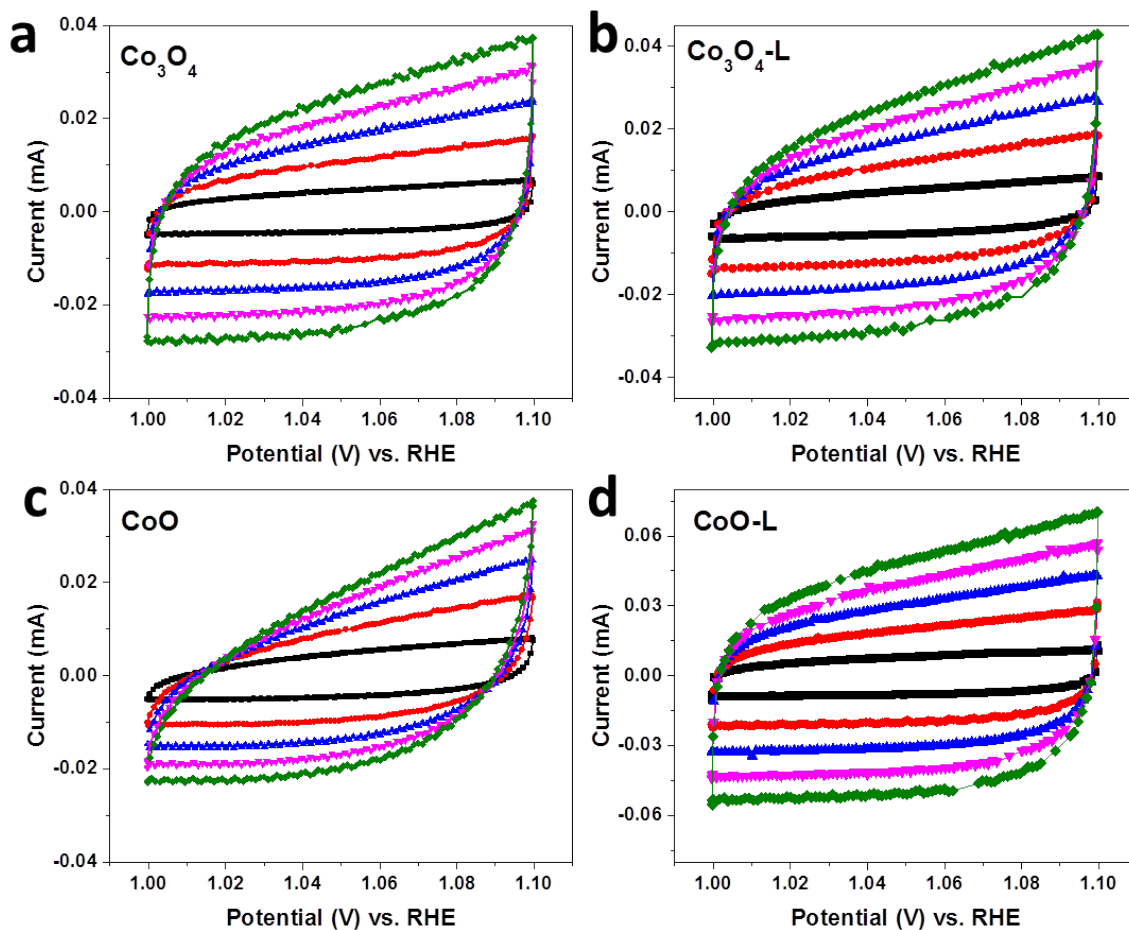 a
Co₃O₄
0.04
0.02
0.00
-0.02
-0.04
Current (mA)
1.00 1.02 1.04 1.06 1.08 1.10
Potential (V) vs. RHE
b
Co₃O₄-L
0.04
0.02
0.00
-0.02
-0.04
Current (mA)
1.00 1.02 1.04 1.06 1.08 1.10
Potential (V) vs. RHE
c
CoO
0.04
0.02
0.00
-0.02
-0.04
Current (mA)
1.00 1.02 1.04 1.06 1.08 1.10
Potential (V) vs. RHE
d
CoO-L
0.06
0.03
0.00
-0.03
-0.06
Current (mA)
1.00 1.02 1.04 1.06 1.08 1.10
Potential (V) vs. RHE